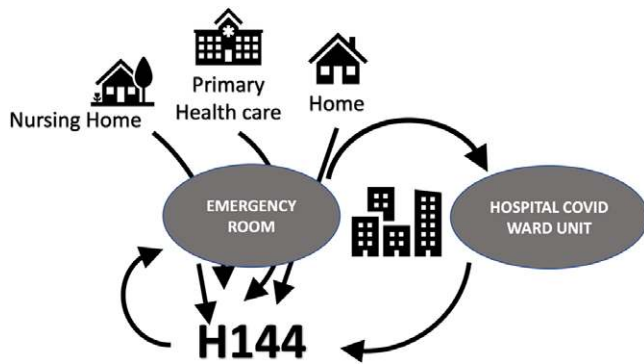 Nursing Home
Primary
Health care
Home
EMERGENCY
ROOM
HOSPITAL COVID
WARD UNIT
H144